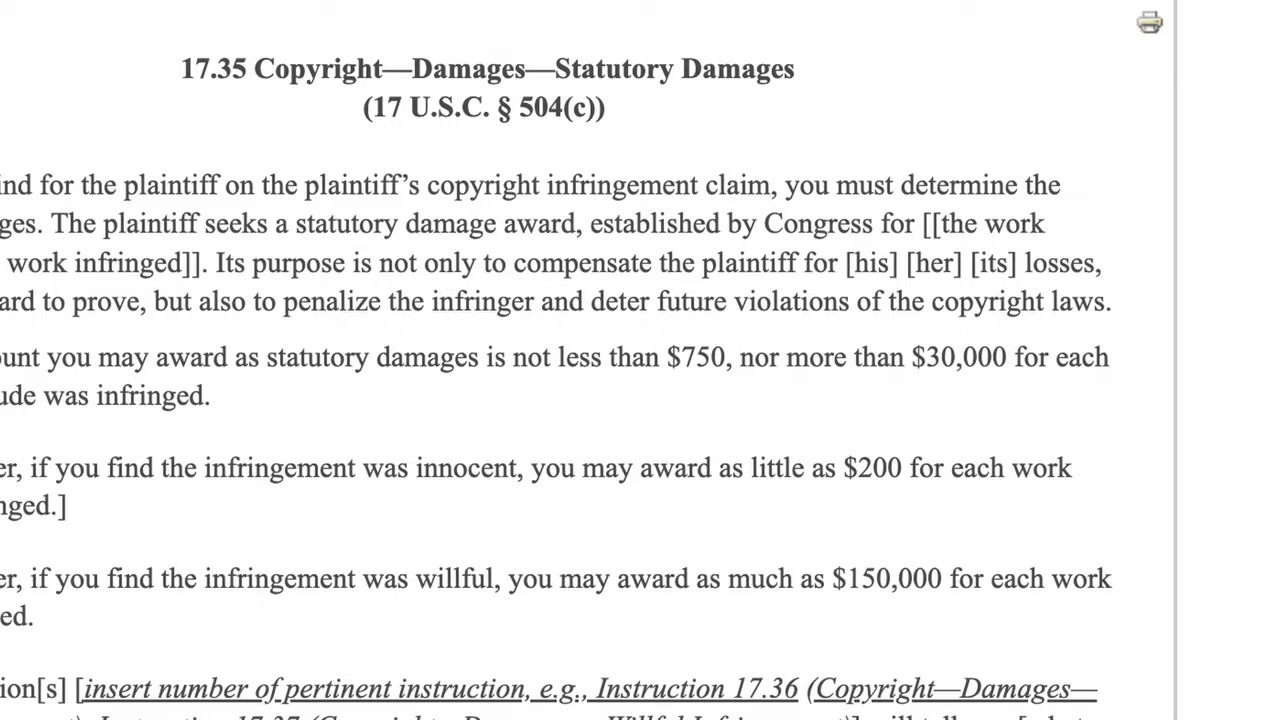 17.35 Copyright—Damages—Statutory Damages
(17 U.S.C. § 504(c))
ind for the plaintiff on the plaintiff’s copyright infringement claim, you must determine the
ges. The plaintiff seeks a statutory damage award, established by Congress for [[the work
work infringed]]. Its purpose is not only to compensate the plaintiff for [his] [her] [its] losses,
ard to prove, but also to penalize the infringer and deter future violations of the copyright laws.
ount you may award as statutory damages is not less than $750, nor more than $30,000 for each
ude was infringed.
er, if you find the infringement was innocent, you may award as little as $200 for each work
nged.]
er, if you find the infringement was willful, you may award as much as $150,000 for each work
ed.
ion[s] [insert number of pertinent instruction, e.g., Instruction 17.36 (Copyright—Damages—